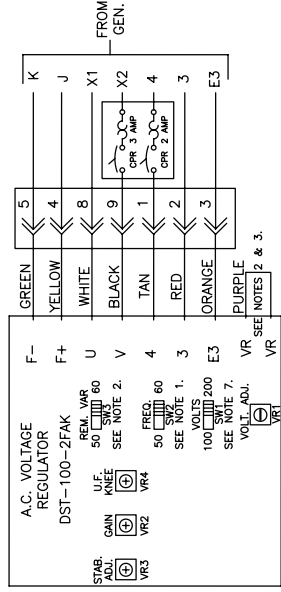 A.C. VOLTAGE
REGULATOR
DST-100-2FAK
STAB.
ADJ.
VR3
GAIN
VR2
U.F.
KNEE
VR4
REM. VAR
50 60
SW3
SEE NOTE 2.
FREQ.
50 60
SW2
SEE NOTE 1.
VOLTS
100 200
SW1
SEE NOTE 7.
VOLT. ADJ.
VR1
F- GREEN 5 K
F+ YELLOW 4 J
U WHITE 8 X1
V BLACK 9 X2
CPR 3 AMP
4 TAN 1 4
CPR 2 AMP
3 RED 2 3
E3 ORANGE 3 E3
VR PURPLE
VR SEE NOTES 2 & 3.
FROM
GEN.